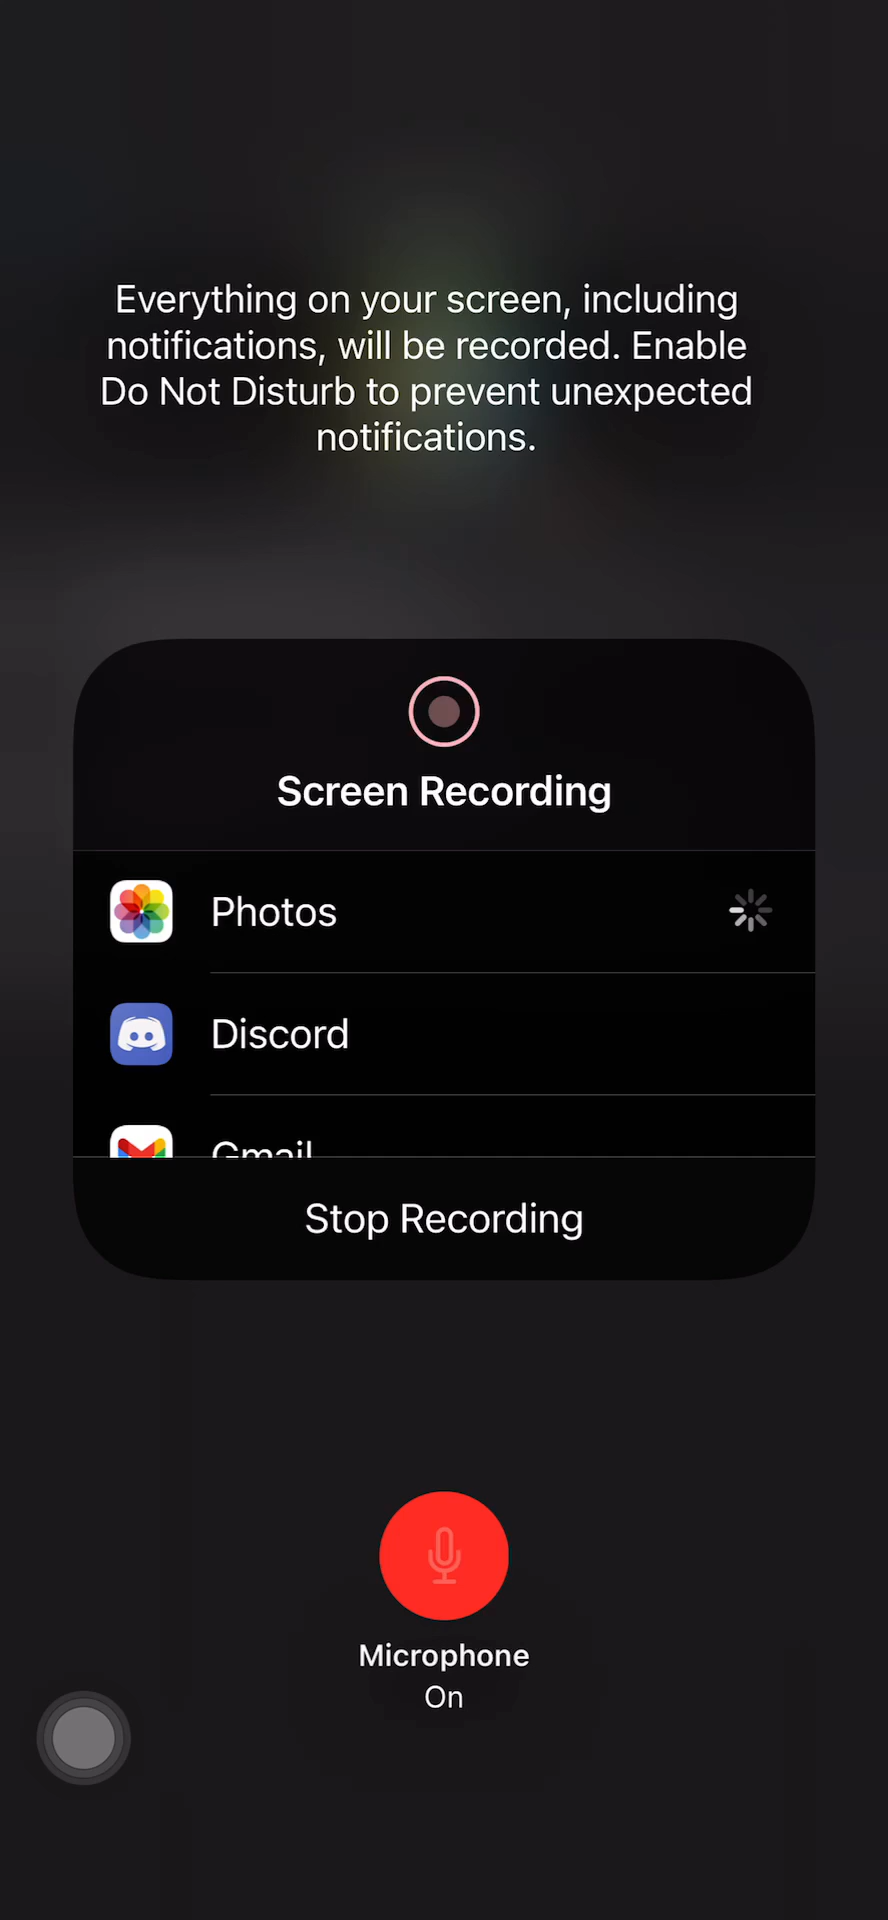 Everything on your screen, including
notifications, will be recorded. Enable
Do Not Disturb to prevent unexpected
notifications.
Screen Recording
Photos
Discord
Gmail
Stop Recording
Microphone
On